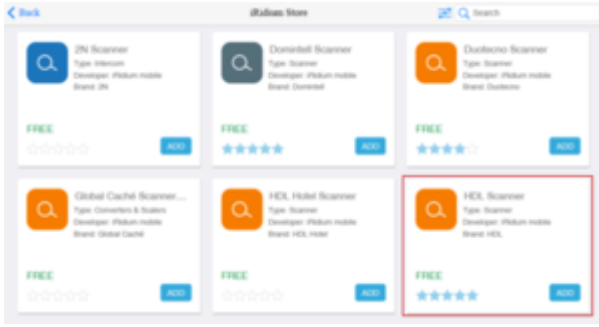 Back
iRidium Store
Search
2N Scanner
Type: Intercom
Developer: iRidium mobile
Brand: 2N
FREE
ADD
Domintell Scanner
Type: Scanner
Developer: iRidium mobile
Brand: Domintell
FREE
ADD
Duotecno Scanner
Type: Scanner
Developer: iRidium mobile
Brand: Duotecno
FREE
ADD
Global Caché Scanner...
Type: Converters & Scalers
Developer: iRidium mobile
Brand: Global Caché
FREE
ADD
HDL Hotel Scanner
Type: Scanner
Developer: iRidium mobile
Brand: HDL Hotel
FREE
ADD
HDL Scanner
Type: Scanner
Developer: iRidium mobile
Brand: HDL
FREE
ADD